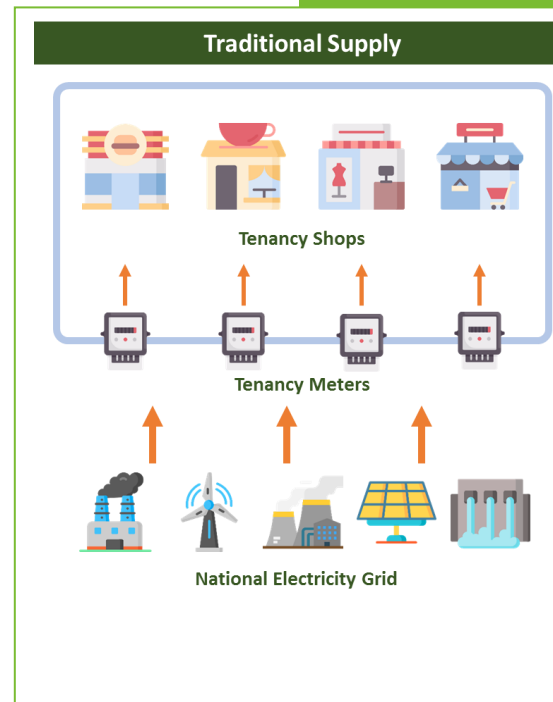 Traditional Supply
Tenancy Shops
Tenancy Meters
National Electricity Grid